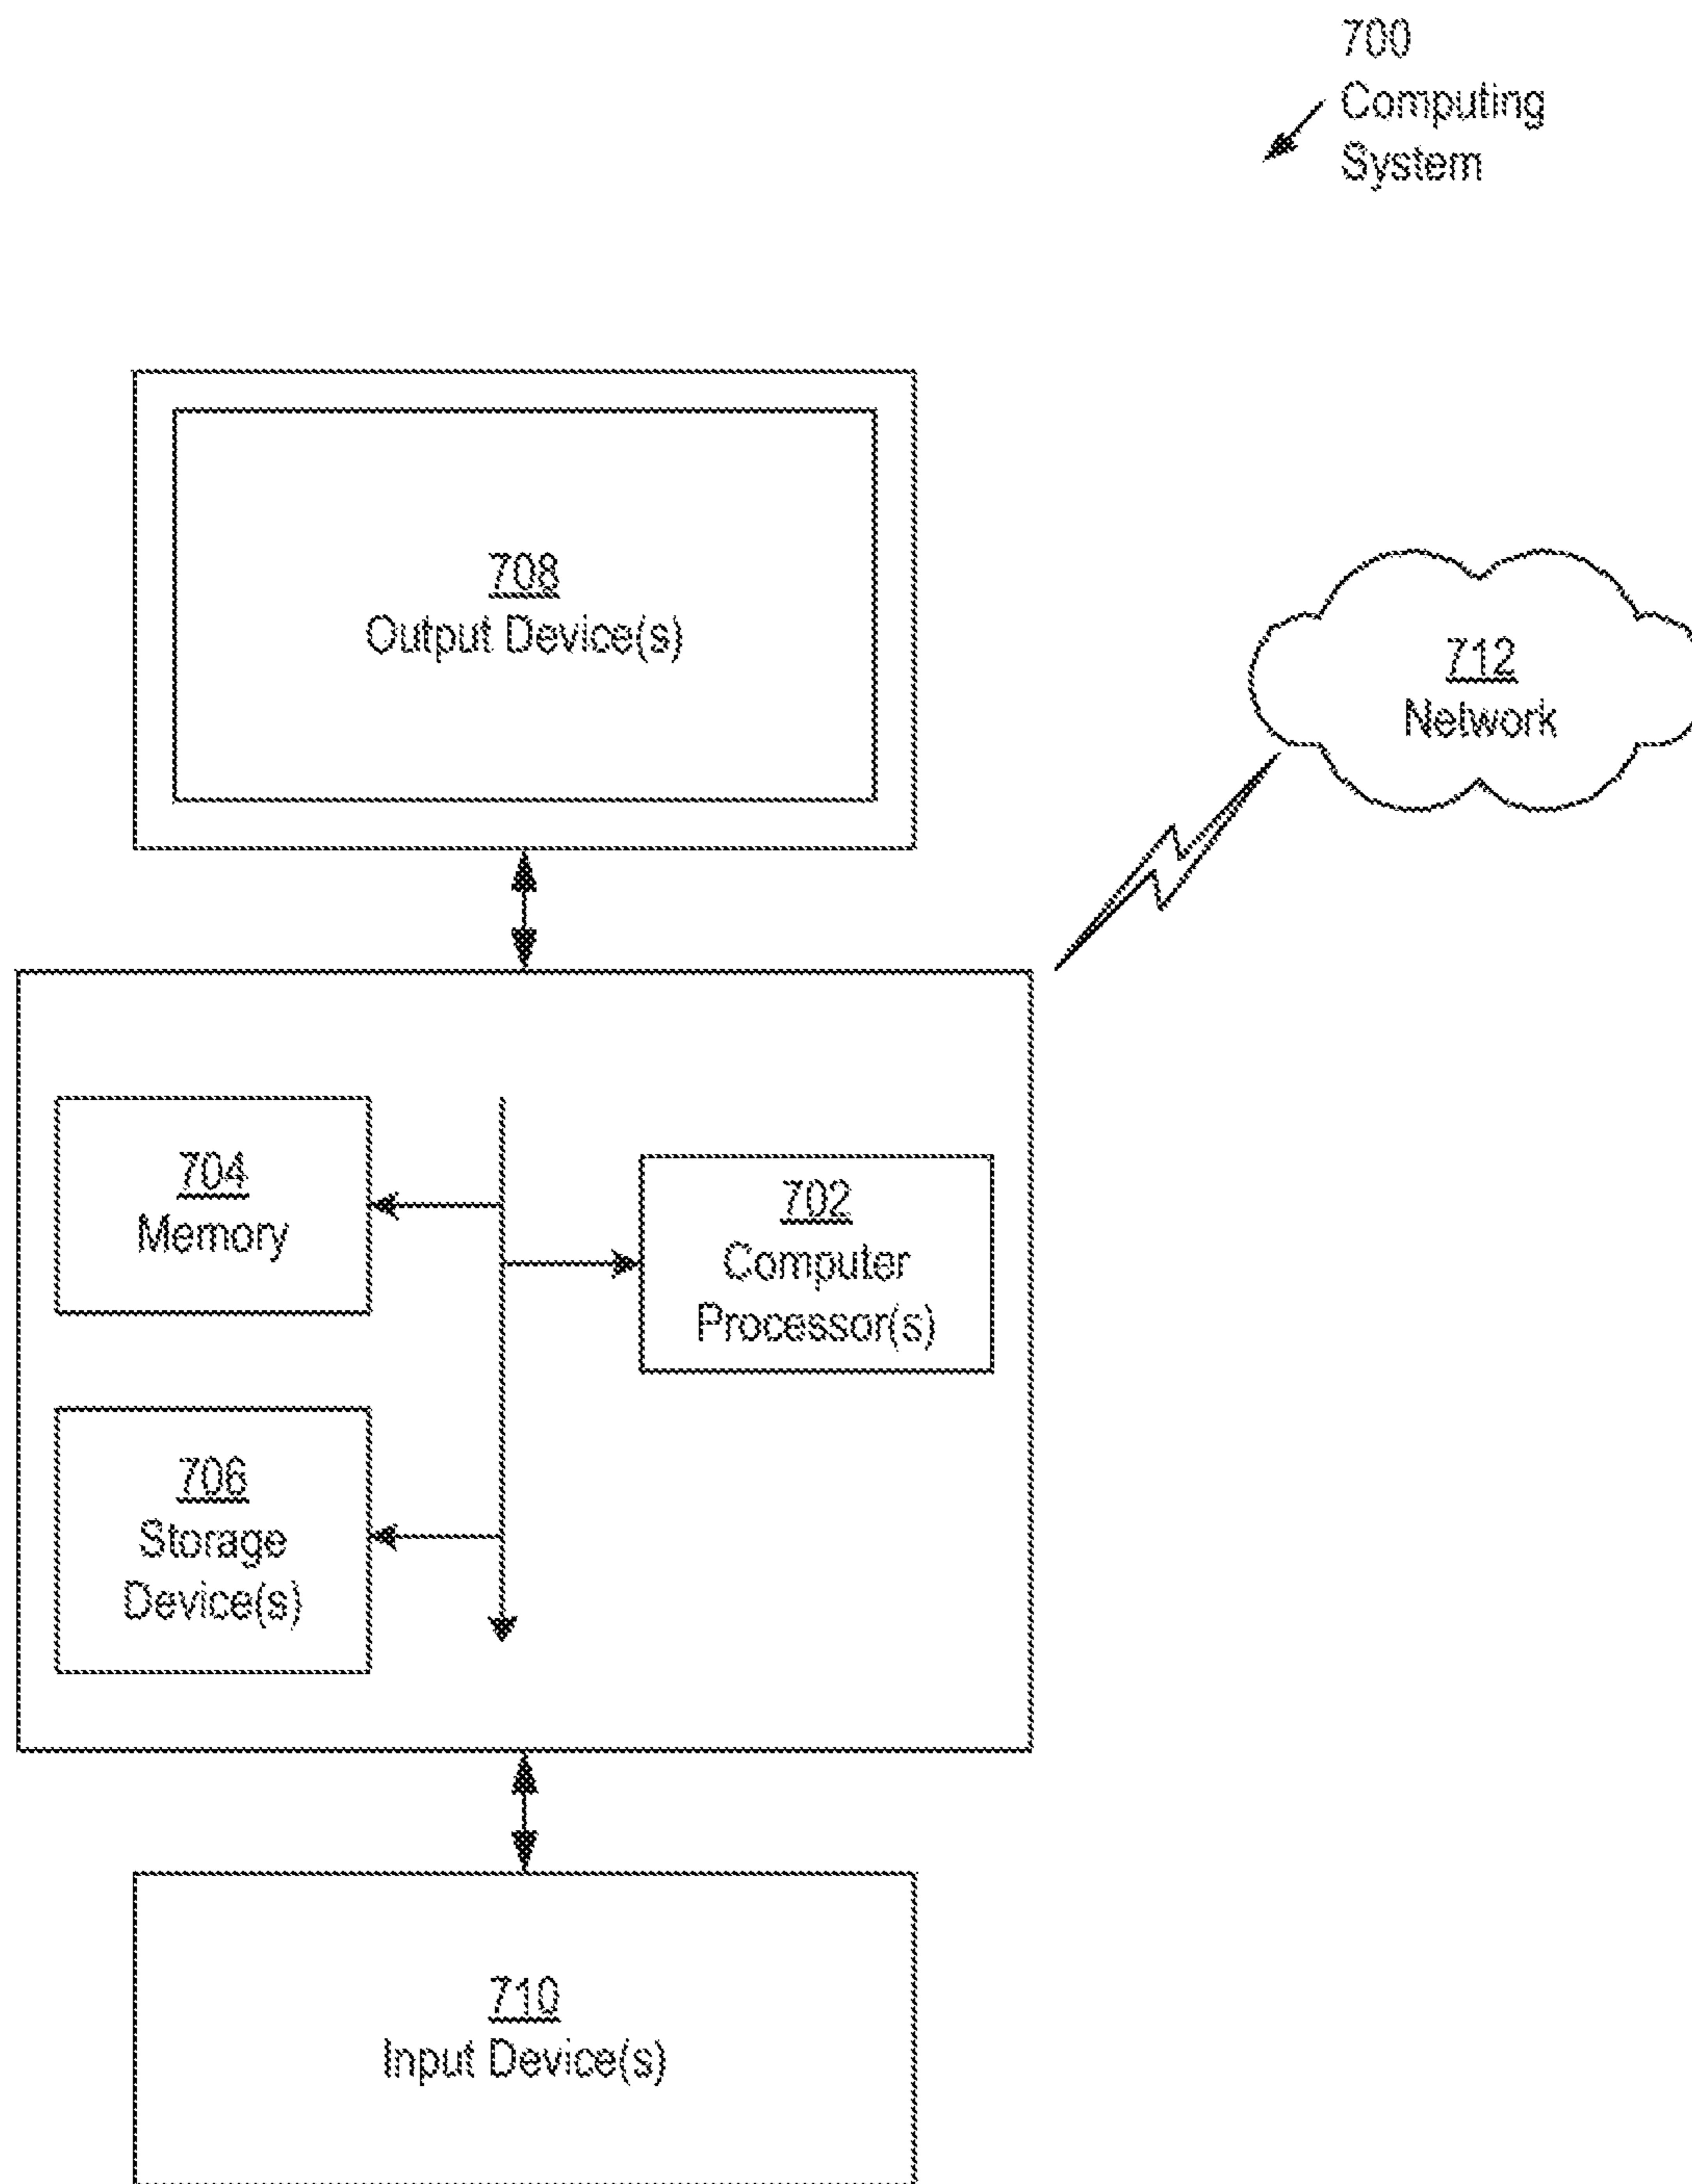 700
Computing
System
708
Output Device(s)
712
Network
704
Memory
702
Computer
Processor(s)
706
Storage
Device(s)
710
Input Device(s)